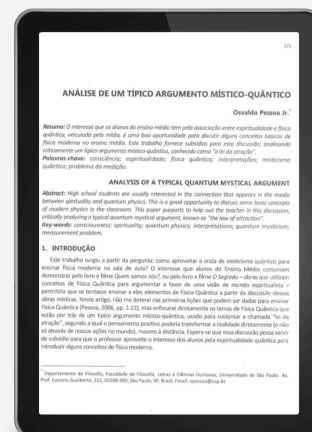 171
ANÁLISE DE UM TÍPICO ARGUMENTO MÍSTICO-QUÂNTICO
Osvaldo Pessoa Jr.*
Resumo: O interesse que os alunos do ensino médio tem pela associação entre espiritualidade e física
quântica, veiculada pela mídia, é uma boa oportunidade para discutir alguns conceitos básicos de
física moderna no ensino médio. Este trabalho fornece subsídios para esta discussão, analisando
criticamente um típico argumento místico-quântico, conhecido como "a lei da atração".
Palavras-chave: consciência; espiritualidade; física quântica; interpretações; misticismo
quântico; problema da medição.
ANALYSIS OF A TYPICAL QUANTUM MYSTICAL ARGUMENT
Abstract: High school students are usually interested in the connection that appears in the media
between spirituality and quantum physics. This is a good opportunity to discuss some basic concepts
of modern physics in the classroom. This paper purports to help out the teacher in this discussion,
critically analyzing a typical quantum-mystical argument, known as "the law of attraction".
Key-words: consciousness; spirituality; quantum physics; interpretations; quantum mysticism;
measurement problem.
1. INTRODUÇÃO
Este trabalho surgiu a partir da pergunta: como aproveitar a onda de misticismo quântico para
ensinar física moderna na sala de aula? O interesse que alunos do Ensino Médio costumam
demonstrar pelo livro e filme Quem somos nós?, ou pelo livro e filme O Segredo – obras que utilizam
conceitos de Física Quântica para argumentar a favor de uma visão de mundo espiritualista –
permitiria que se tentasse ensinar a eles elementos de Física Quântica a partir da discussão dessas
obras místicas. Neste artigo, não me deterei nas primeiras lições que podem ser dadas para ensinar
Física Quântica (Pessoa, 2006, pp. 1-22), mas enfocarei diretamente os temas de Física Quântica que
estão por trás de um típico argumento místico-quântico, usado para sustentar a chamada "lei da
atração", segundo a qual o pensamento positivo poderia transformar a realidade diretamente (e não
só através de nossas ações no mundo), mesmo à distância. Espera-se que essa discussão possa servir
de subsídio para que o professor aproveite o interesse dos alunos pela espiritualidade quântica para
introduzir alguns conceitos de física moderna.
* Departamento de Filosofia, Faculdade de Filosofia, Letras e Ciências Humanas, Universidade de São Paulo. Av.
Prof. Luciano Gualberto, 315, 05508-900, São Paulo, SP, Brasil. Email: opessoa@usp.br